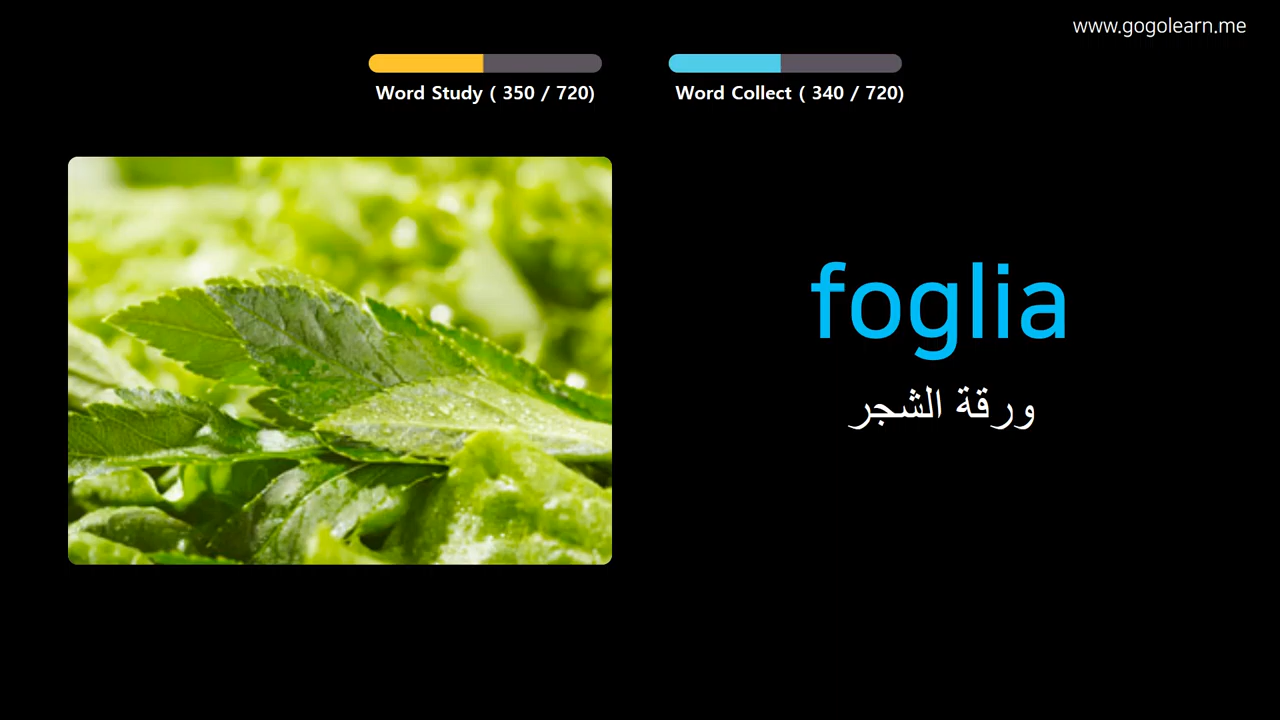 www.gogolearn.me
Word Study ( 350 / 720)
Word Collect ( 340 / 720)
foglia
ورقة الشجر